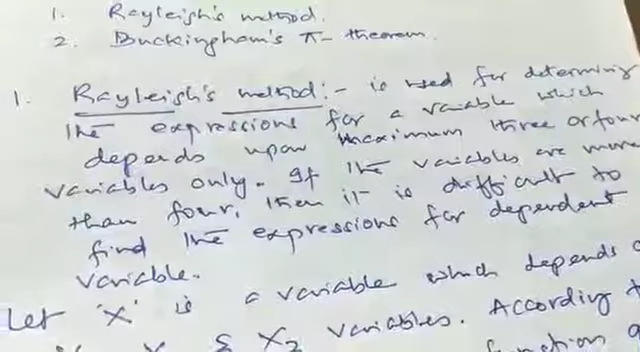 1. Rayleigh's method.
2. Buckingham's π- theorem.
1. Rayleigh's method:- is used for determining
the expressions for a variable which
depends upon maximum three or four
variables only. If the variables are more
than four, then it is difficult to
find the expressions for dependent
variable.
Let 'X' is a variable which depends
& X₂ variables. According
function